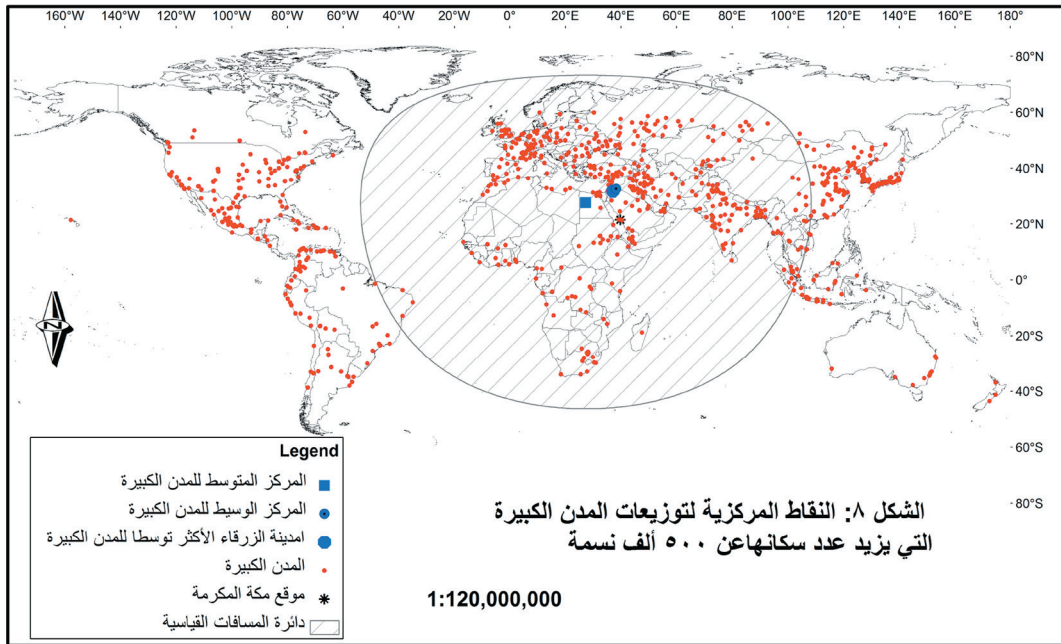 160°W 140°W 120°W 100°W 80°W 60°W 40°W 20°W 0° 20°E 40°E 60°E 80°E 100°E 120°E 140°E 160°E 180°
80°N
60°N
40°N
20°N
0°
20°S
40°S
60°S
80°S
N
Legend
المركز المتوسط للمدن الكبيرة
المركز الوسيط للمدن الكبيرة
امدينة الزرقاء الأكثر توسطا للمدن الكبيرة
المدن الكبيرة
موقع مكة المكرمة
دائرة المسافات القياسية
الشكل ٨: النقاط المركزية لتوزيعات المدن الكبيرة
التي يزيد عدد سكانهاعن ٥٠٠ ألف نسمة
1:120,000,000